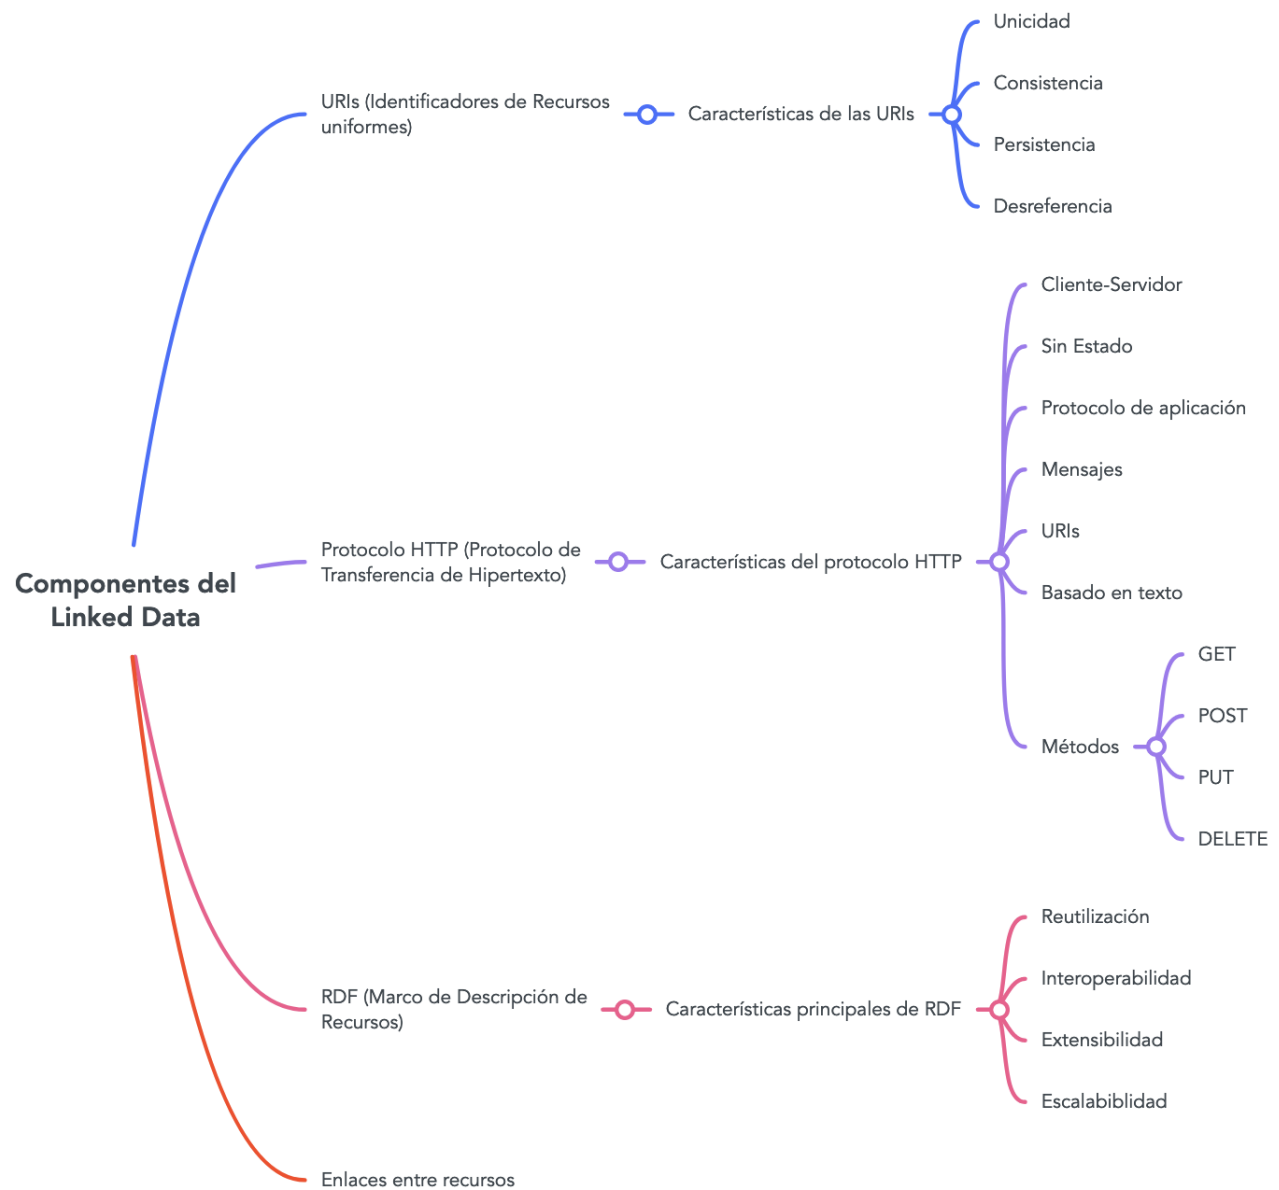 Componentes del
Linked Data
URIs (Identificadores de Recursos
uniformes)
Características de las URIs
Unicidad
Consistencia
Persistencia
Desreferencia
Protocolo HTTP (Protocolo de
Transferencia de Hipertexto)
Características del protocolo HTTP
Cliente-Servidor
Sin Estado
Protocolo de aplicación
Mensajes
URIs
Basado en texto
Métodos
GET
POST
PUT
DELETE
RDF (Marco de Descripción de
Recursos)
Características principales de RDF
Reutilización
Interoperabilidad
Extensibilidad
Escalabiblidad
Enlaces entre recursos